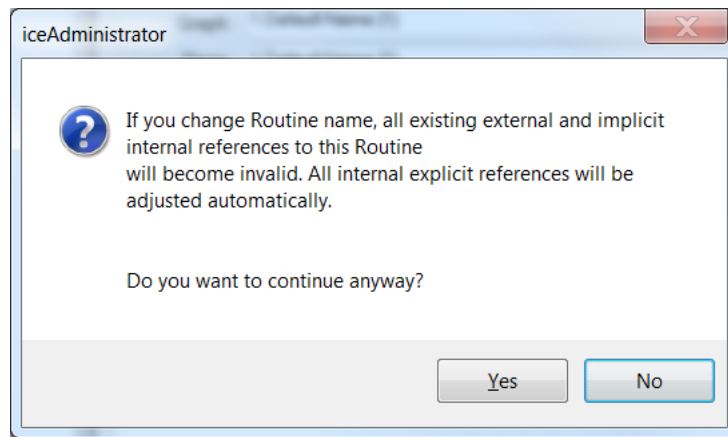 iceAdministrator
If you change Routine name, all existing external and implicit
internal references to this Routine
will become invalid. All internal explicit references will be
adjusted automatically.
Do you want to continue anyway?
Yes
No